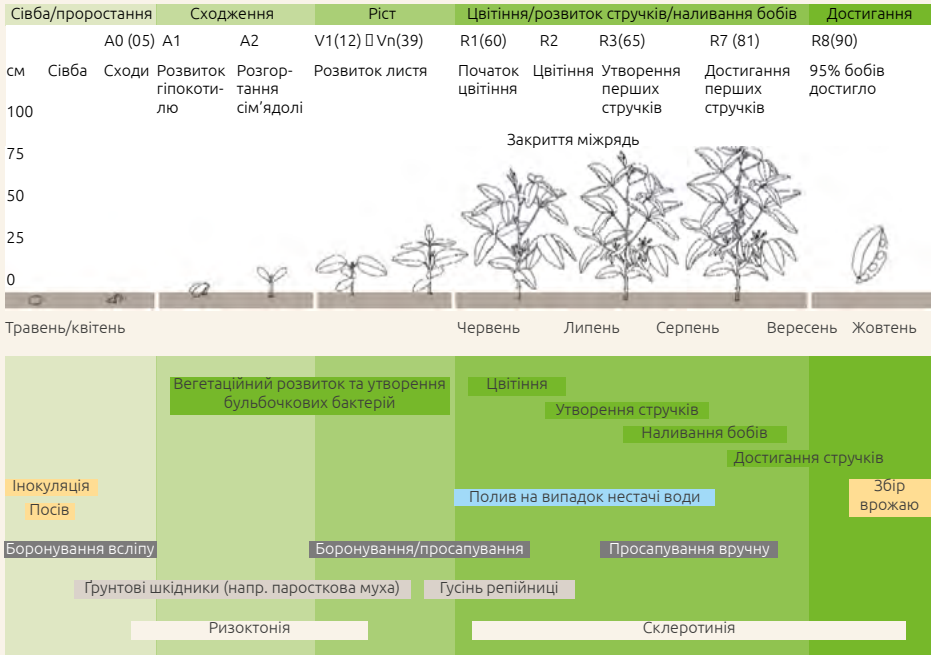 Сівба/проростання Сходження Ріст Цвітіння/розвиток стручків/наливання бобів Достигання
A0 (05) A1 A2 V1(12) ▯ Vn(39) R1(60) R2 R3(65) R7 (81) R8(90)
см Сівба Сходи Розвиток Розгор- Розвиток листя Початок Цвітіння Утворення Достигання 95% бобів
гіпокоти- тання цвітіння перших перших достигло
100 лю сім’ядолі стручків стручків
Закриття міжрядь
75
50
25
0
Травень/квітень Червень Липень Серпень Вересень Жовтень
Вегетаційний розвиток та утворення Цвітіння
бульбочкових бактерій
Утворення стручків
Наливання бобів
Достигання стручків
Інокуляція Полив на випадок нестачі води Збір
Посів врожаю
Боронування всліпу Боронування/просапування Просапування вручну
Ґрунтові шкідники (напр. паросткова муха) Гусінь репійниці
Ризоктонія Склеротинія